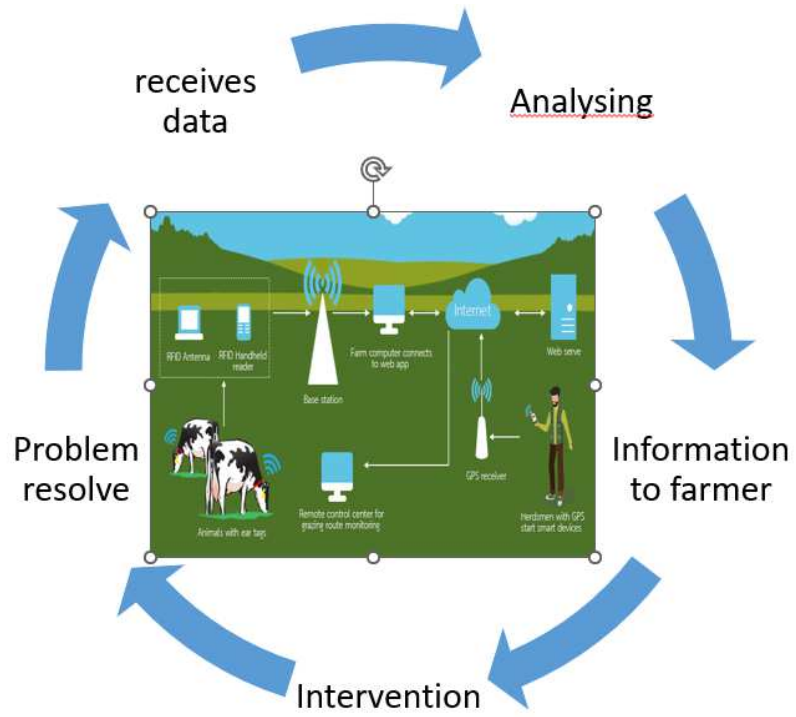 receives
data
Analysing
Information
to farmer
Intervention
Problem
resolve
RFID Antenna
RFID Handheld
reader
Base station
Farm computer connects
to web app
Internet
Web serve
Animals with ear tags
Remote control center for
grazing route monitoring
GPS receiver
Herdsmen with GPS
start smart devices